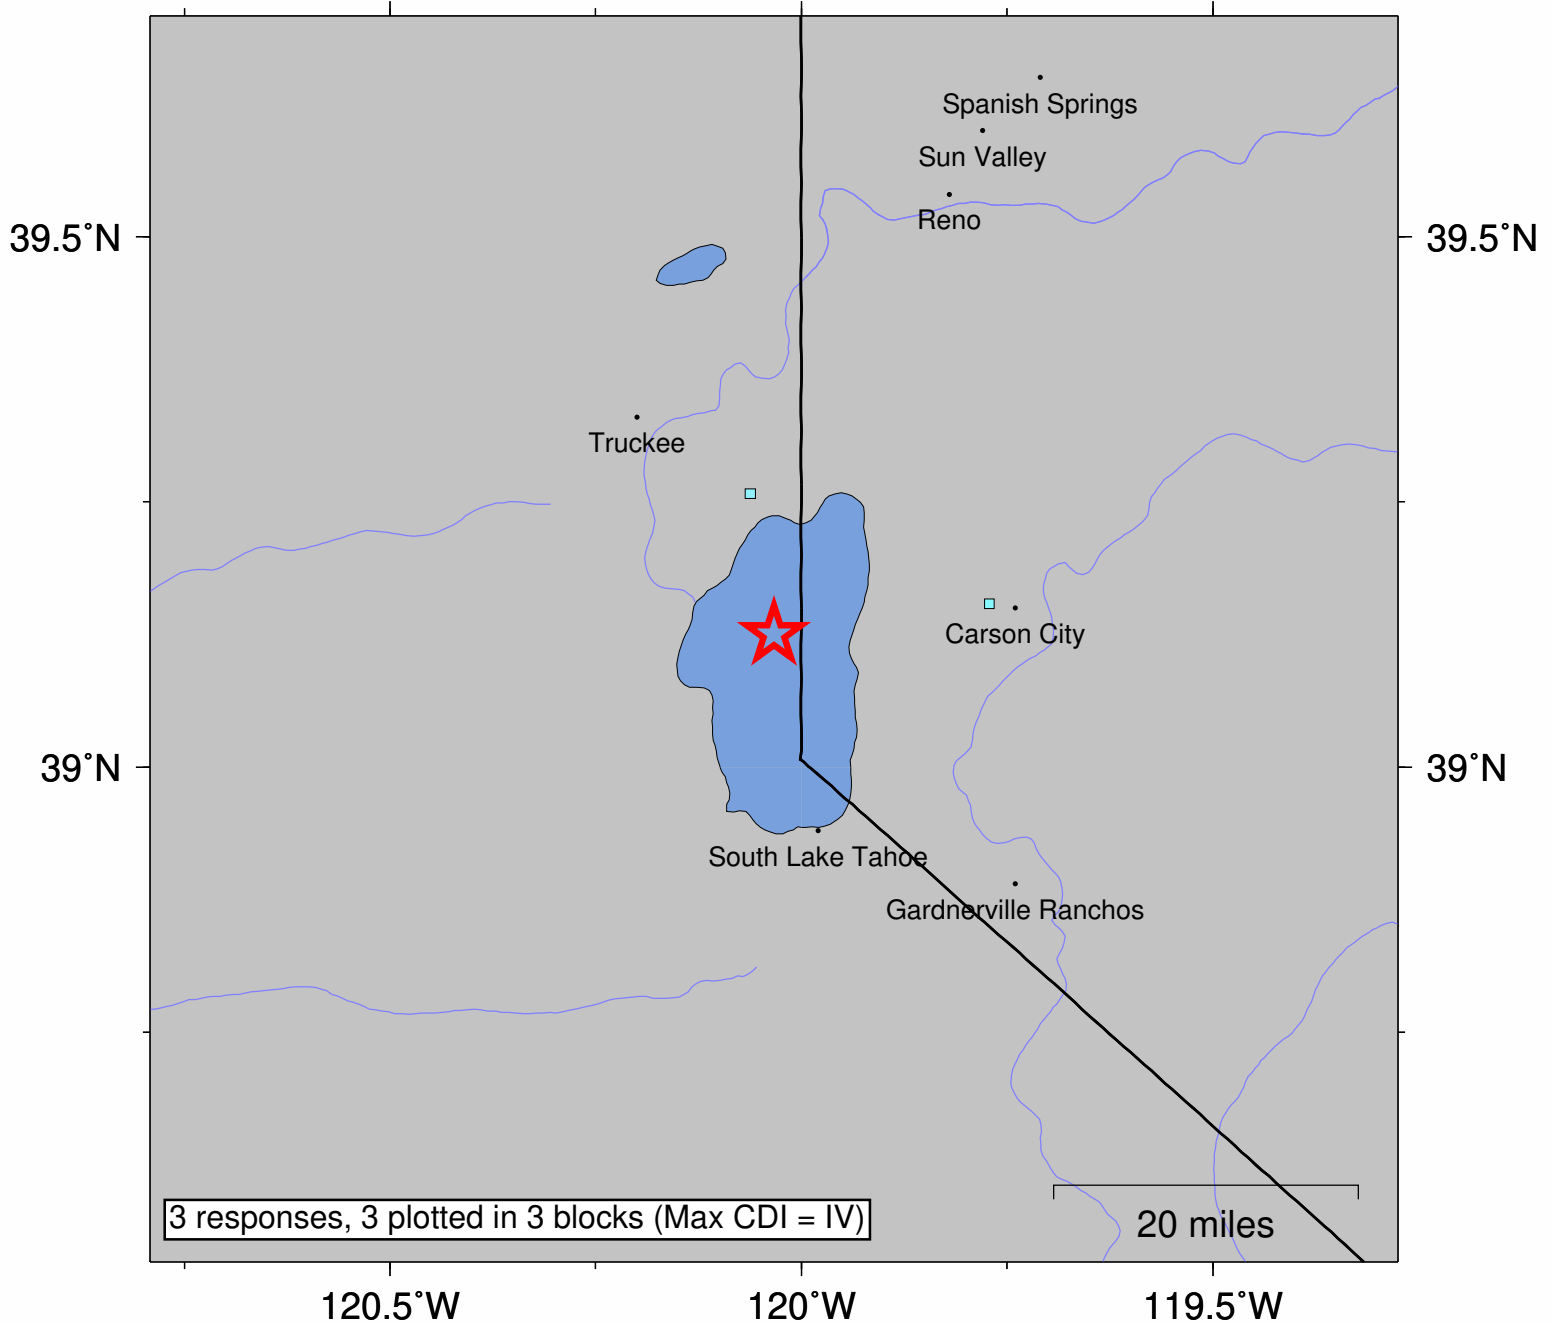 Spanish Springs
Sun Valley
Reno
39.5˚N
39.5˚N
Truckee
Carson City
39˚N
39˚N
South Lake Tahoe
Gardnerville Ranchos
3 responses, 3 plotted in 3 blocks (Max CDI = IV)
20 miles
120.5˚W
120˚W
119.5˚W